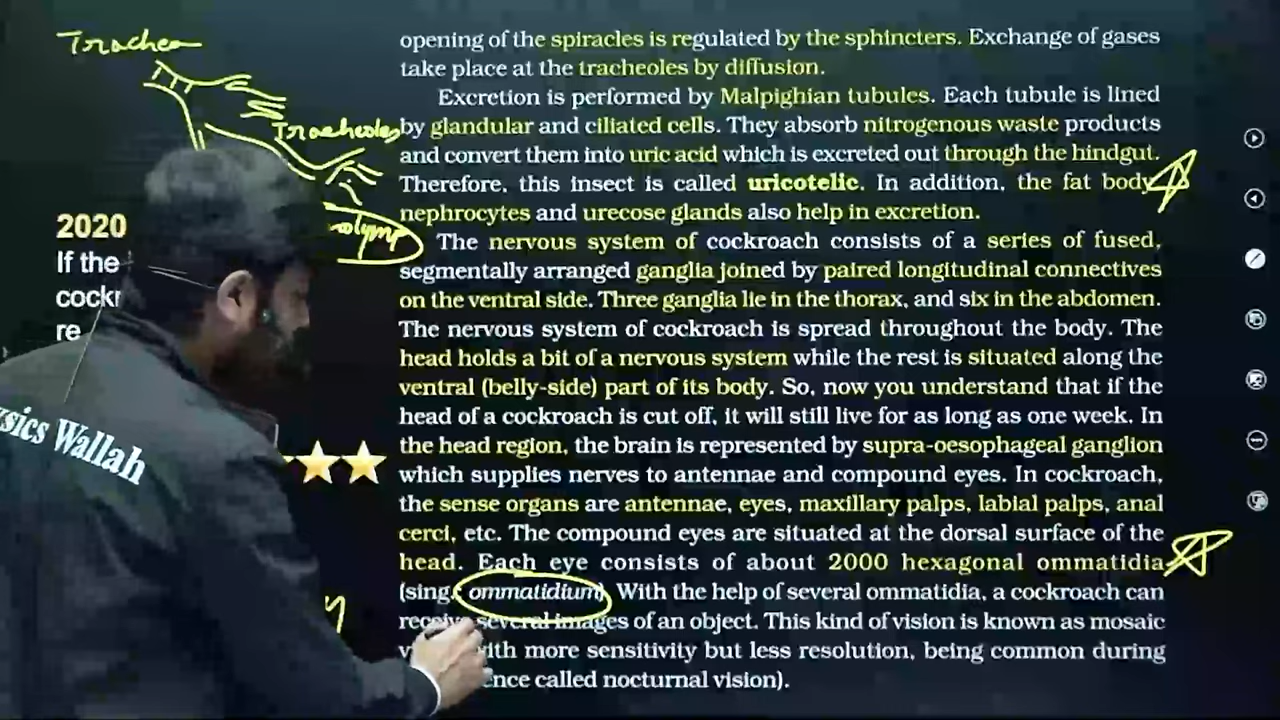 Trachea
Tracheoles
opening of the spiracles is regulated by the sphincters. Exchange of gases
take place at the tracheoles by diffusion.
Excretion is performed by Malpighian tubules. Each tubule is lined
by glandular and ciliated cells. They absorb nitrogenous waste products
and convert them into uric acid which is excreted out through the hindgut.
Therefore, this insect is called uricotelic. In addition, the fat body
nephrocytes and urecose glands also help in excretion.
The nervous system of cockroach consists of a series of fused,
segmentally arranged ganglia joined by paired longitudinal connectives
on the ventral side. Three ganglia lie in the thorax, and six in the abdomen.
The nervous system of cockroach is spread throughout the body. The
head holds a bit of a nervous system while the rest is situated along the
ventral (belly-side) part of its body. So, now you understand that if the
head of a cockroach is cut off, it will still live for as long as one week. In
the head region, the brain is represented by supra-oesophageal ganglion
which supplies nerves to antennae and compound eyes. In cockroach,
the sense organs are antennae, eyes, maxillary palps, labial palps, anal
cerci, etc. The compound eyes are situated at the dorsal surface of the
head. Each eye consists of about 2000 hexagonal ommatidia
(sing. ommatidium). With the help of several ommatidia, a cockroach can
receive several images of an object. This kind of vision is known as mosaic
with more sensitivity but less resolution, being common during
called nocturnal vision).
2020
If the
cockr
re
sics Wallah